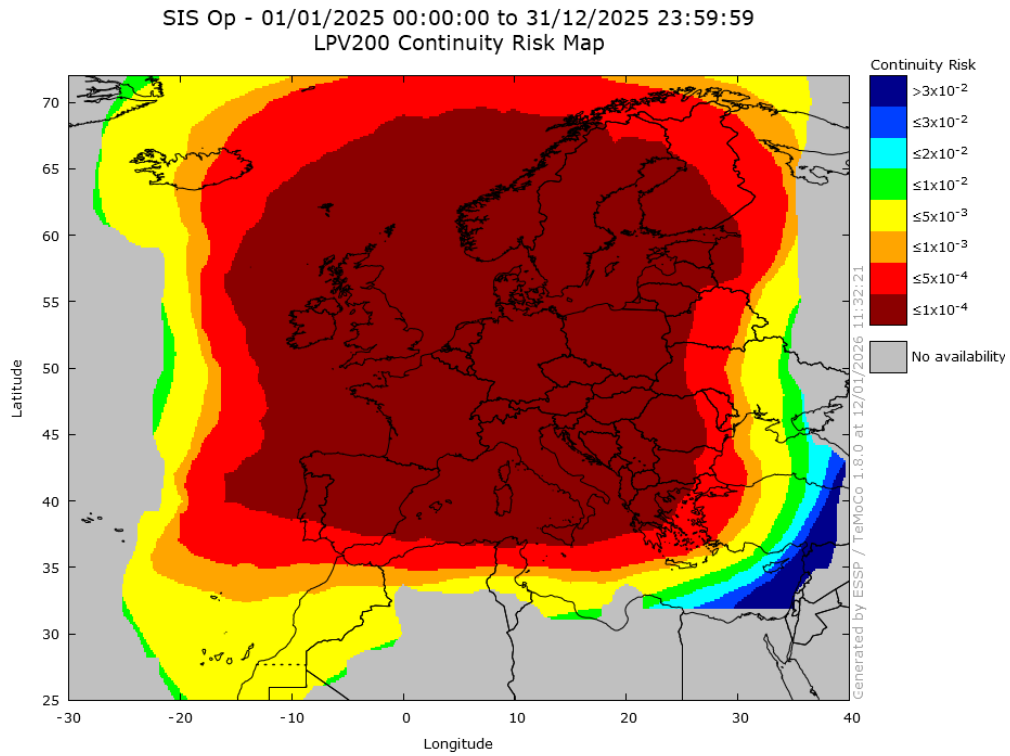 SIS Op - 01/01/2025 00:00:00 to 31/12/2025 23:59:59
LPV200 Continuity Risk Map
Continuity Risk
>3x10⁻²
≤3x10⁻²
≤2x10⁻²
≤1x10⁻²
≤5x10⁻³
≤1x10⁻³
≤5x10⁻⁴
≤1x10⁻⁴
No availability
Latitude
70
65
60
55
50
45
40
35
30
25
-30
-20
-10
0
10
20
30
40
Longitude
Generated by ESSP / TeMoCo 1.8.0 at 12/01/2026 11:32:21